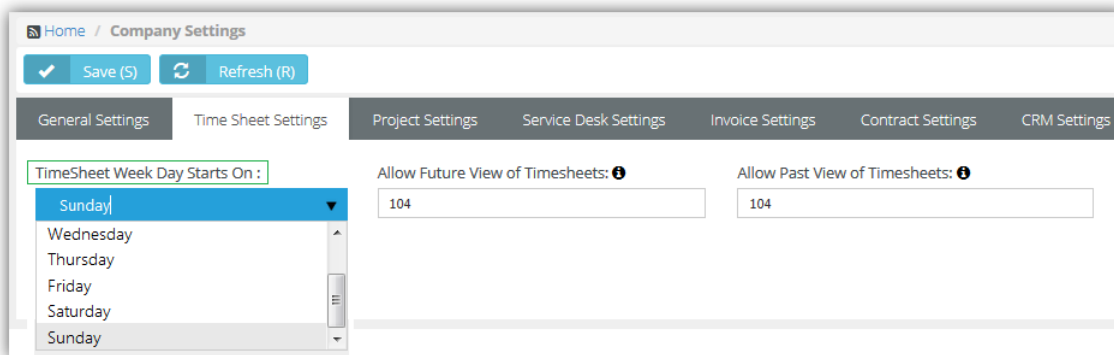 Home / Company Settings
Save (S) Refresh (R)
General Settings Time Sheet Settings Project Settings Service Desk Settings Invoice Settings Contract Settings CRM Settings
TimeSheet Week Day Starts On : Allow Future View of Timesheets: Allow Past View of Timesheets:
Sunday 104 104
Wednesday
Thursday
Friday
Saturday
Sunday